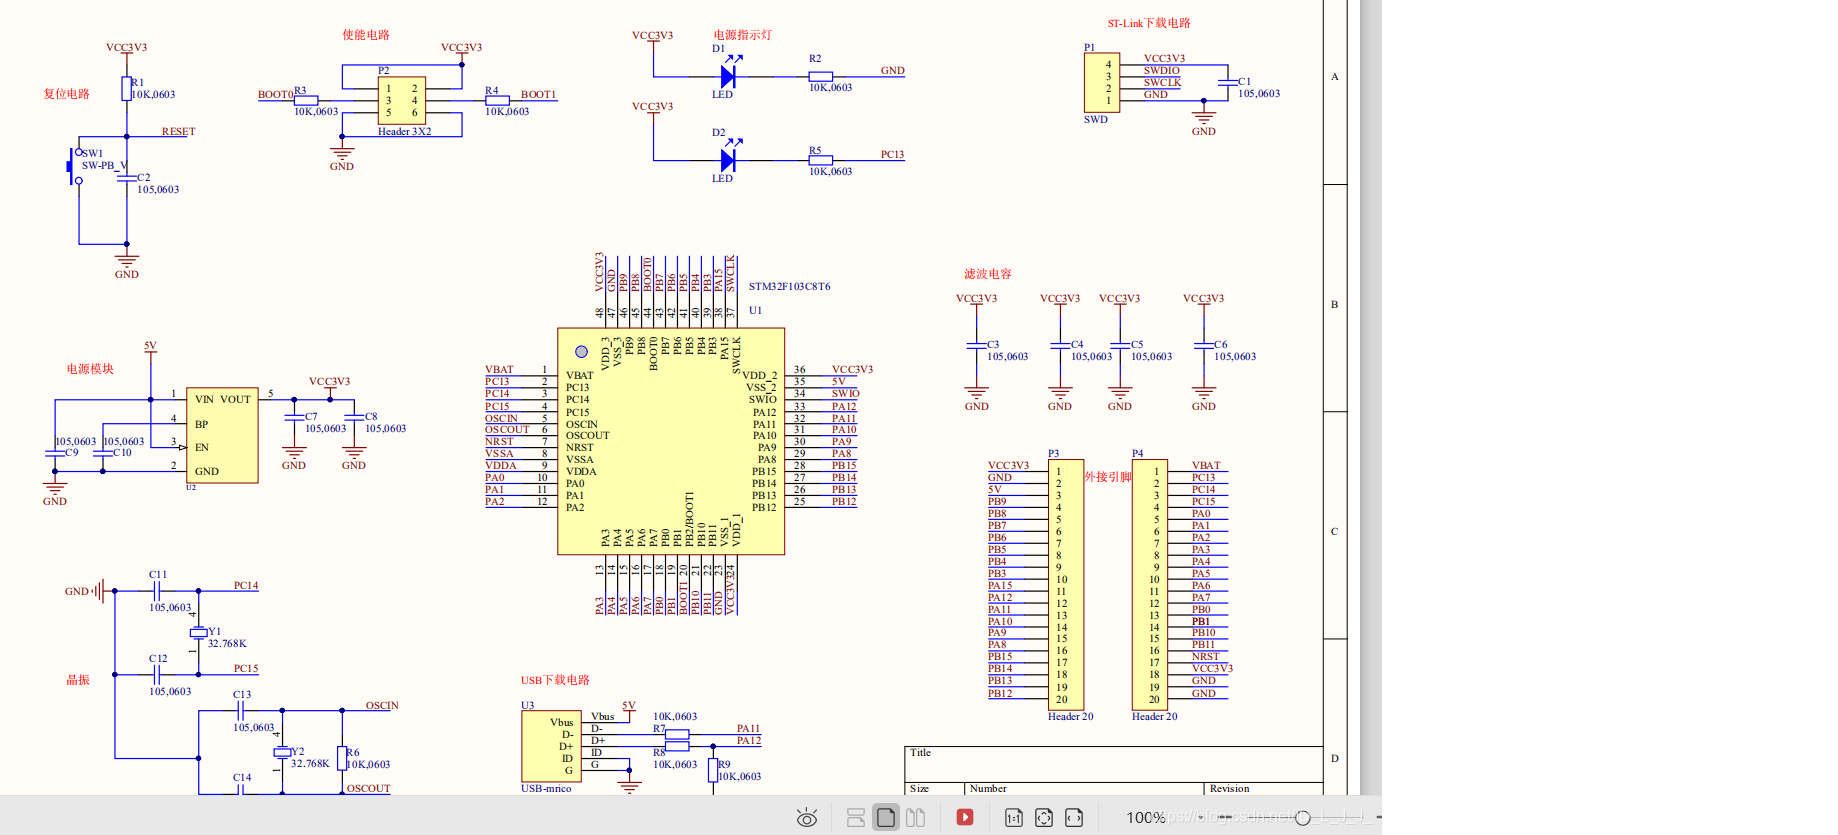 复位电路
VCC3V3
R1
10K,0603
RESET
SW1
SW-PB_V
C2
105,0603
GND
使能电路
VCC3V3
P2
BOOT0
R3
10K,0603
1 2
3 4
5 6
R4
10K,0603
BOOT1
Header 3X2
GND
电源指示灯
VCC3V3
D1
LED
R2
10K,0603
GND
VCC3V3
D2
LED
R5
10K,0603
PC13
ST-Link下载电路
P1
4 VCC3V3
3 SWDIO
2 SWCLK
1 GND
SWD
C1
105,0603
GND
A
B
C
D
电源模块
5V
1 VIN VOUT 5
4 BP
3 EN
2 GND
U2
105,0603
C9
105,0603
C10
GND
VCC3V3
C7
105,0603
C8
105,0603
GND
GND
STM32F103C8T6
U1
VCC3V3 48 VDD_3
GND 47 VSS_3
PB9 46 PB9
PB8 45 PB8
BOOT0 44 BOOT0
PB7 43 PB7
PB6 42 PB6
PB5 41 PB5
PB4 40 PB4
PB3 39 PB3
PA15 38 PA15
SWCLK 37 SWCLK
VBAT 1 VBAT
PC13 2 PC13
PC14 3 PC14
PC15 4 PC15
OSCIN 5 OSCIN
OSCOUT 6 OSCOUT
NRST 7 NRST
VSSA 8 VSSA
VDDA 9 VDDA
PA0 10 PA0
PA1 11 PA1
PA2 12 PA2
VDD_2 36 VCC3V3
VSS_2 35 5V
SWIO 34 SWIO
PA12 33 PA12
PA11 32 PA11
PA10 31 PA10
PA9 30 PA9
PA8 29 PA8
PB15 28 PB15
PB14 27 PB14
PB13 26 PB13
PB12 25 PB12
PA3 13 PA3
PA4 14 PA4
PA5 15 PA5
PA6 16 PA6
PA7 17 PA7
PB0 18 PB0
PB1 19 PB1
PB2/BOOT1 20 BOOT1
PB10 21 PB10
PB11 22 PB11
VSS_1 23 GND
VDD_1 24 VCC3V3
滤波电容
VCC3V3 VCC3V3 VCC3V3 VCC3V3
C3
105,0603
C4
105,0603
C5
105,0603
C6
105,0603
GND GND GND GND
外接引脚
P3
VCC3V3 1
GND 2
5V 3
PB9 4
PB8 5
PB7 6
PB6 7
PB5 8
PB4 9
PB3 10
PA15 11
PA12 12
PA11 13
PA10 14
PA9 15
PA8 16
PB15 17
PB14 18
PB13 19
PB12 20
Header 20
P4
1 VBAT
2 PC13
3 PC14
4 PC15
5 PA0
6 PA1
7 PA2
8 PA3
9 PA4
10 PA5
11 PA6
12 PA7
13 PB0
14 PB1
15 PB10
16 PB11
17 NRST
18 VCC3V3
19 GND
20 GND
Header 20
晶振
GND
C11
105,0603
PC14
4
Y1
32.768K
1
C12
105,0603
PC15
C13
105,0603
OSCIN
4
Y2
32.768K
1
R6
10K,0603
C14
OSCOUT
USB下载电路
U3
Vbus Vbus 5V
D- D-
D+ D+
ID ID
G G
USB-mrico
10K,0603
R7
PA11
R8
PA12
10K,0603
R9
10K,0603
Title
Size Number Revision
1:1
100%